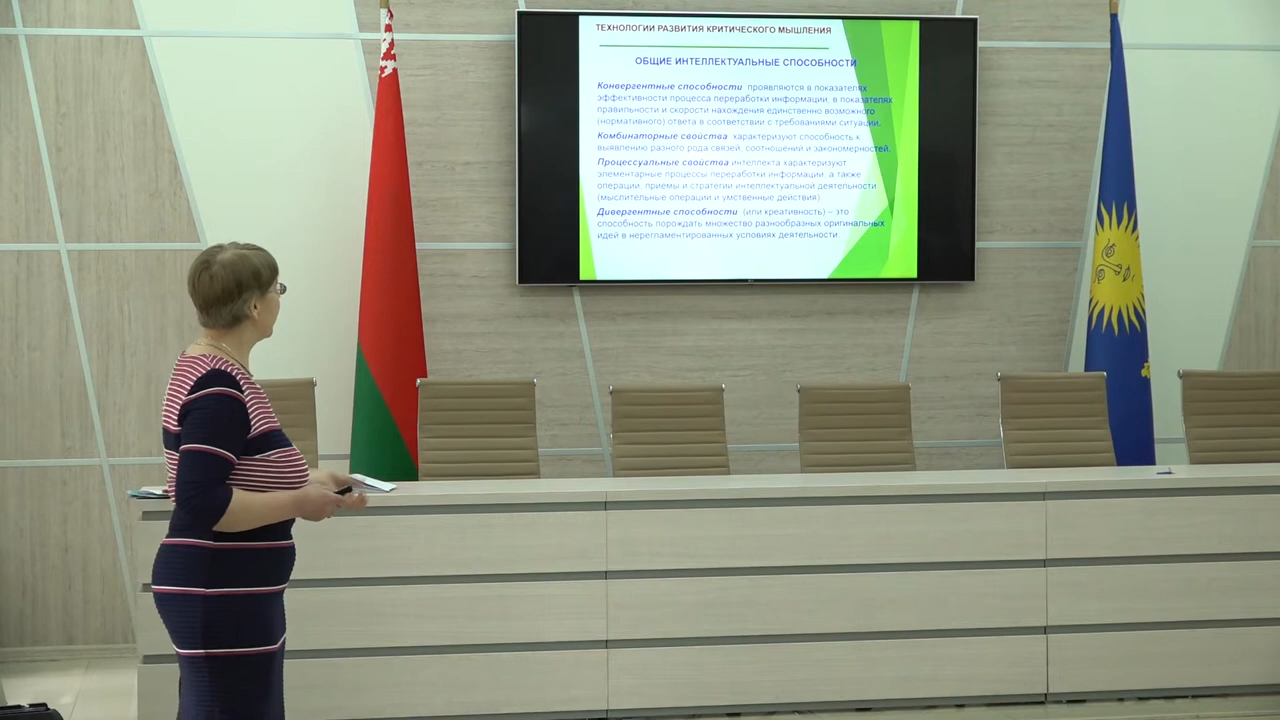 ТЕХНОЛОГИИ РАЗВИТИЯ КРИТИЧЕСКОГО МЫШЛЕНИЯ
ОБЩИЕ ИНТЕЛЛЕКТУАЛЬНЫЕ СПОСОБНОСТИ
Конвергентные способности проявляются в показателях
эффективности процесса переработки информации, в показателях
правильности и скорости нахождения единственно возможного
(нормативного) ответа в соответствии с требованиями ситуации.
Комбинаторные свойства характеризуют способность к
выявлению разного рода связей, соотношений и закономерностей.
Процессуальные свойства интеллекта характеризуют
элементарные процессы переработки информации, а также
операции, приемы и стратегии интеллектуальной деятельности
(мыслительные операции и умственные действия)
Дивергентные способности (или креативность) – это
способность порождать множество разнообразных оригинальных
идей в нерегламентированных условиях деятельности.